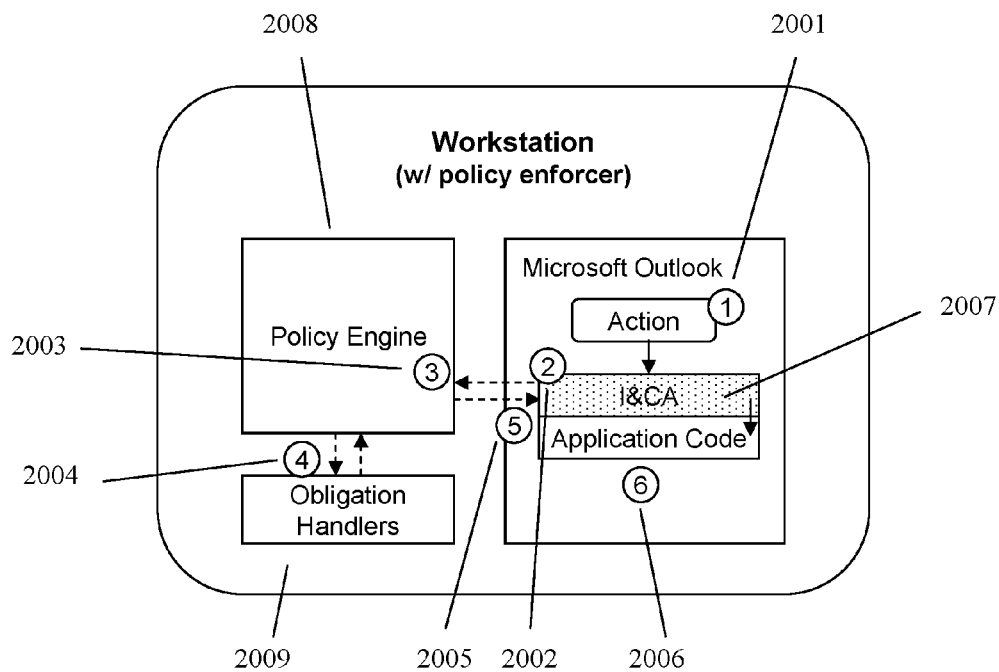 2008
2001
Workstation
(w/ policy enforcer)
Microsoft Outlook
1
Action
2007
Policy Engine
2003
3
2
I&CA
5
Application Code
4
2004
6
Obligation
Handlers
2009
2005
2002
2006